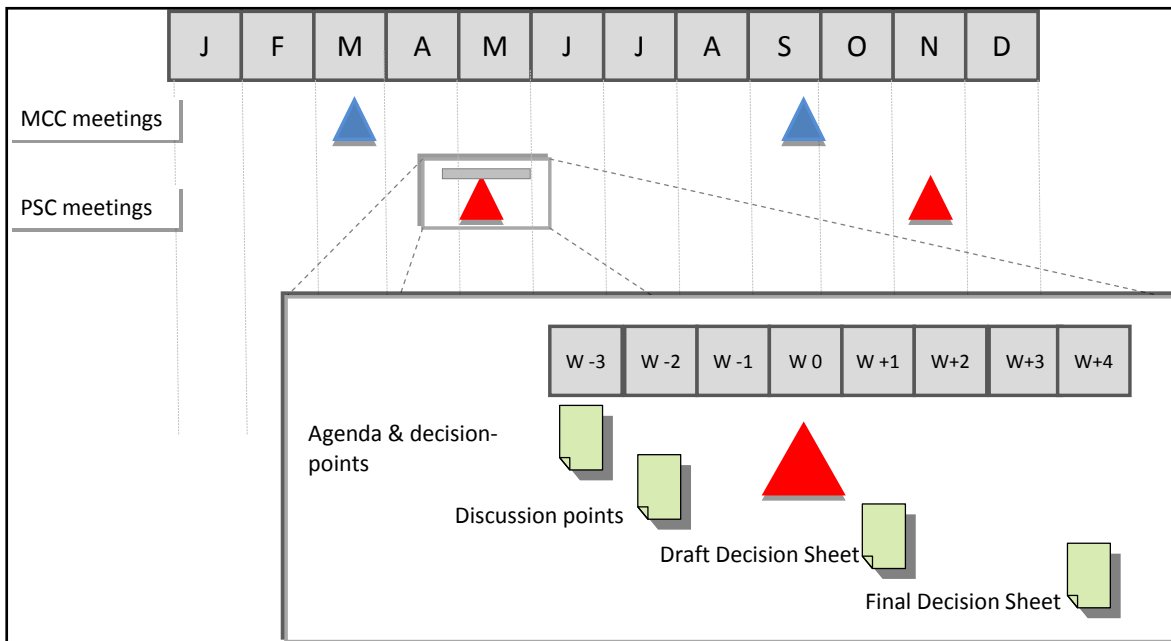 J F M A M J J A S O N D
MCC meetings
PSC meetings
W -3 W -2 W -1 W 0 W +1 W+2 W+3 W+4
Agenda & decision-
points
Discussion points
Draft Decision Sheet
Final Decision Sheet